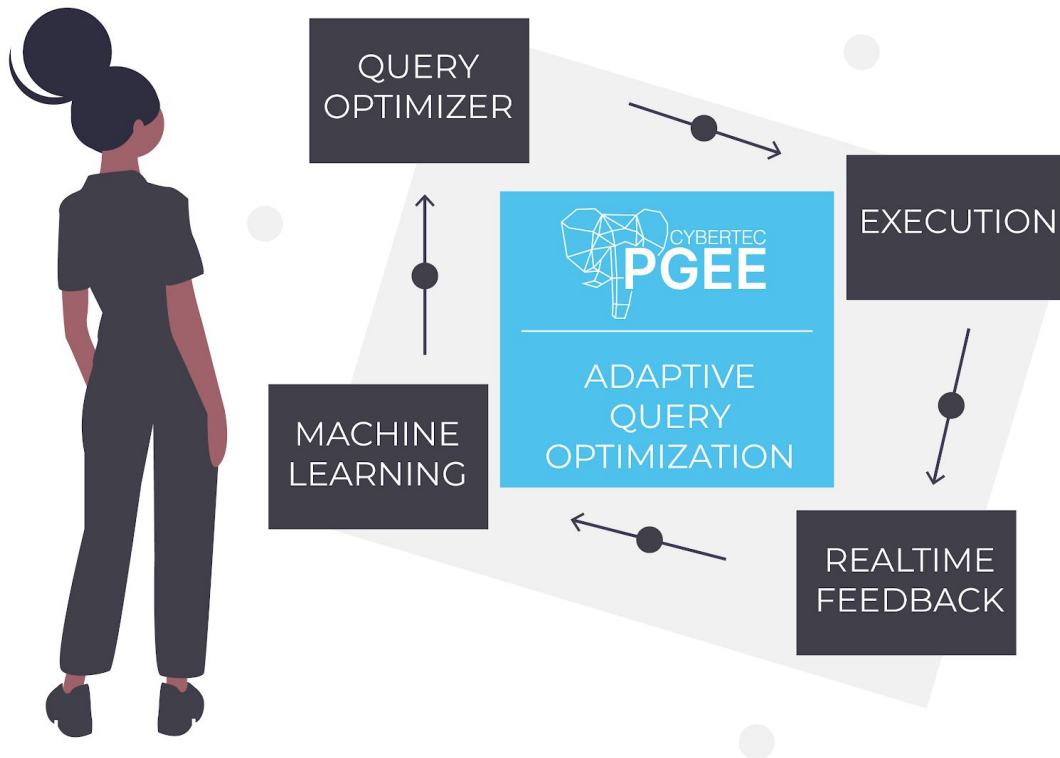 QUERY
OPTIMIZER
EXECUTION
CYBERTEC
PGEE
ADAPTIVE
QUERY
OPTIMIZATION
MACHINE
LEARNING
REALTIME
FEEDBACK